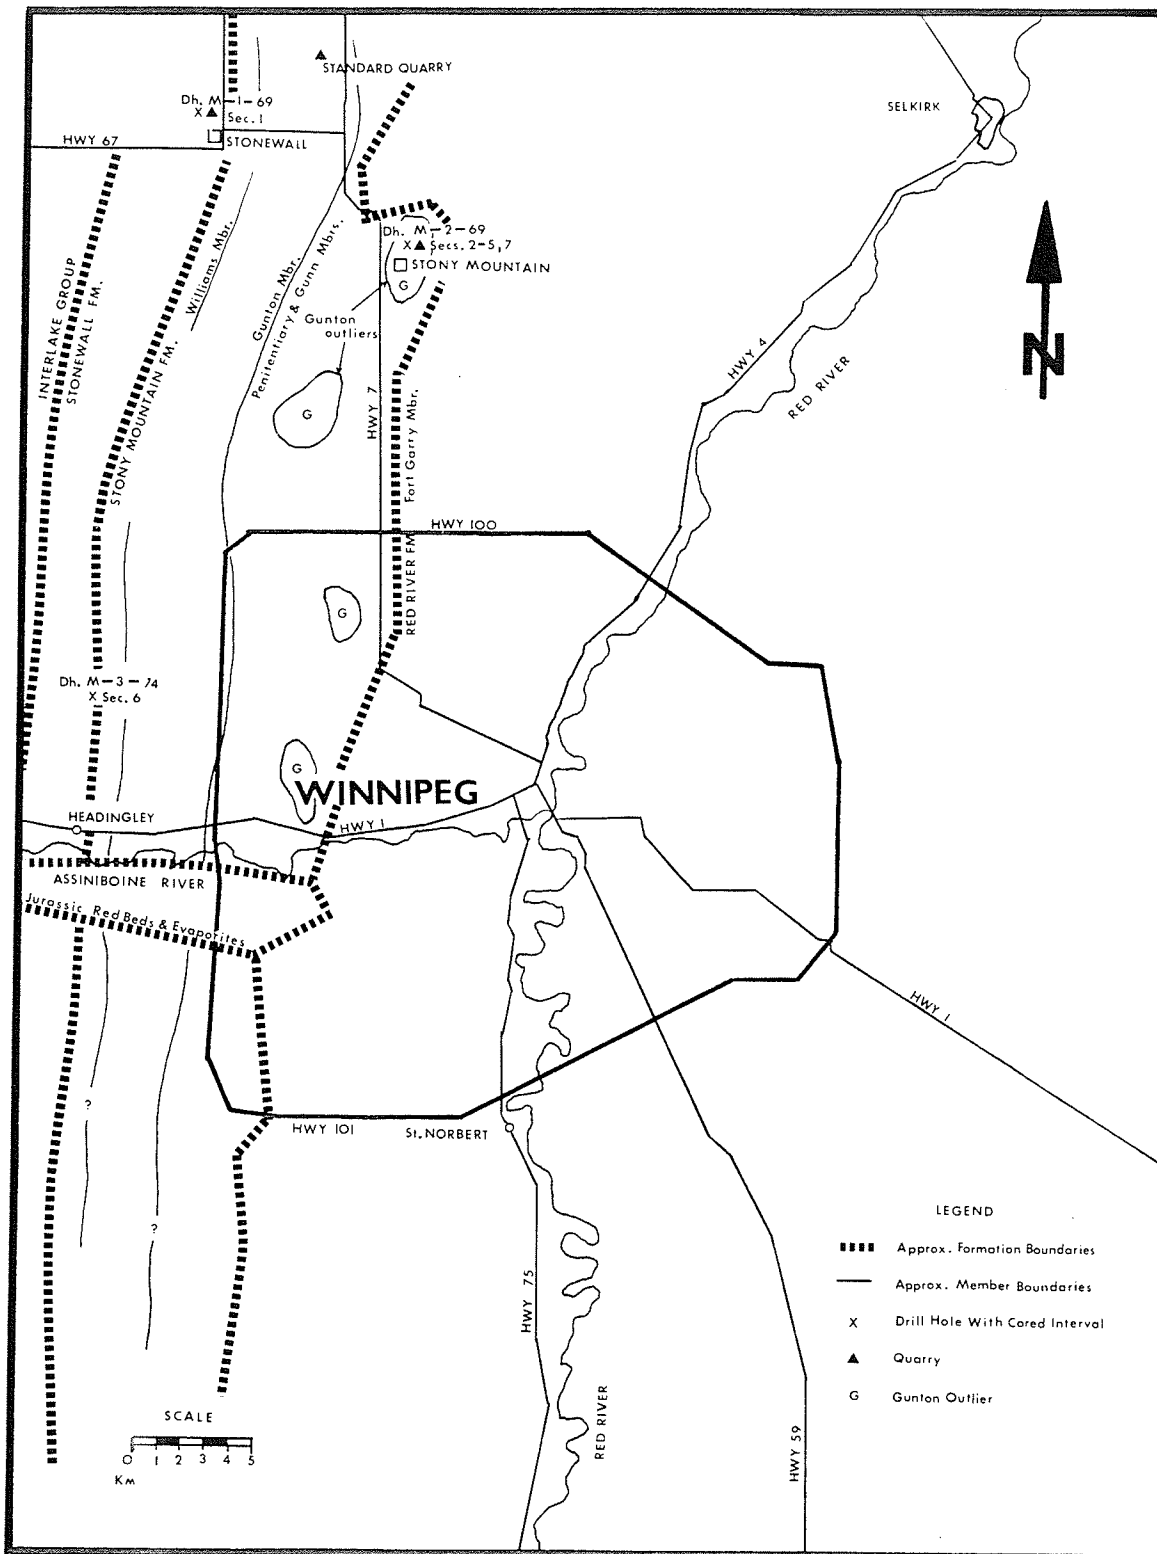 STANDARD QUARRY
Dh. M-1-69
X Sec. 1
STONEWALL
HWY 67
SELKIRK
Dh. M-2-69
X Secs. 2-5,7
STONY MOUNTAIN
G
Gunton
outliers
INTERLAKE GROUP
STONEWALL FM.
STONY MOUNTAIN FM.
Williams Mbr.
Gunton Mbr.
Penitentiary & Gunn Mbrs.
G
HWY 7
Fort Garry Mbr.
RED RIVER FM.
HWY 4
RED RIVER
N
HWY 100
G
Dh. M-3-74
X Sec. 6
G
WINNIPEG
HEADINGLEY
HWY 1
ASSINIBOINE RIVER
Jurassic Red Beds & Evaporites
HWY 1
?
?
HWY 101
St. NORBERT
HWY 75
RED RIVER
HWY 59
LEGEND
Approx. Formation Boundaries
Approx. Member Boundaries
X Drill Hole With Cored Interval
Quarry
G Gunton Outlier
SCALE
0 1 2 3 4 5
Km